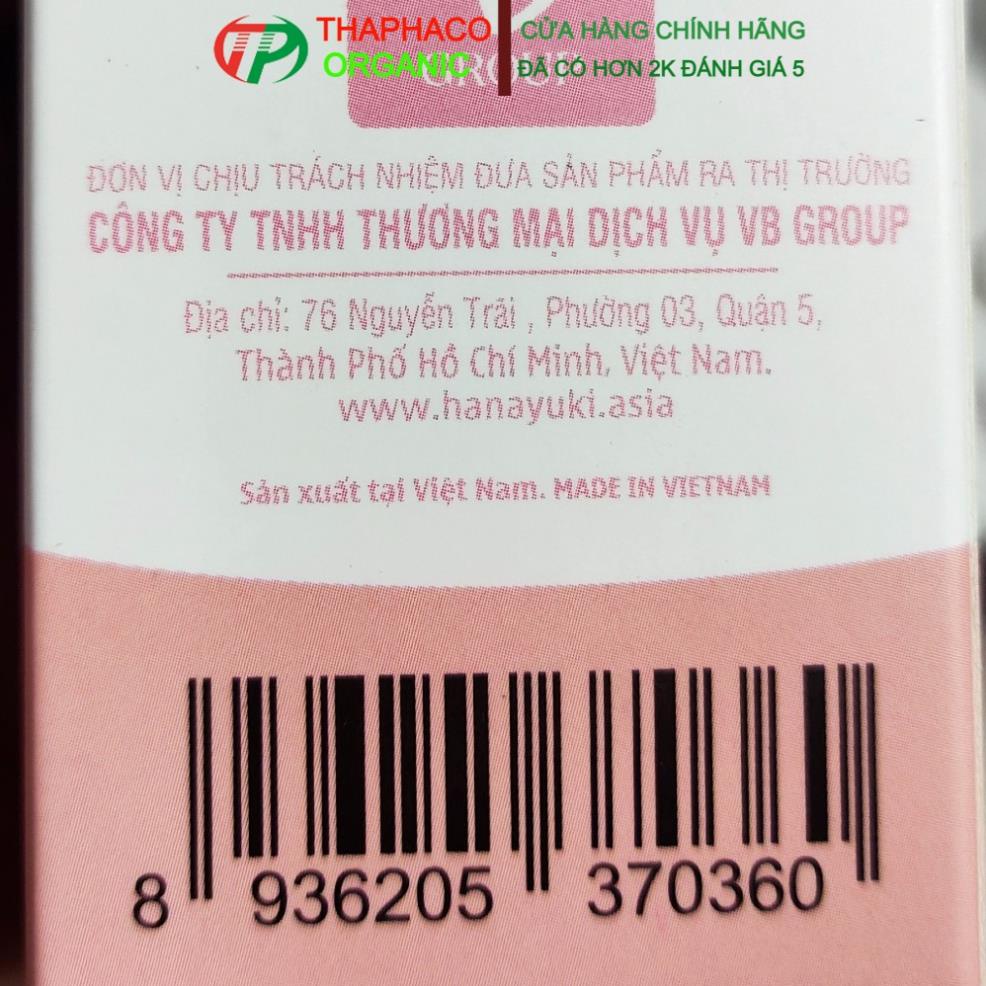 THAPHACO
ORGANIC
CỬA HÀNG CHÍNH HÃNG
ĐÃ CÓ HƠN 2K ĐÁNH GIÁ 5
GROUP
ĐƠN VỊ CHỊU TRÁCH NHIỆM ĐƯA SẢN PHẨM RA THỊ TRƯỜNG
CÔNG TY TNHH THƯƠNG MẠI DỊCH VỤ VB GROUP
Địa chỉ: 76 Nguyễn Trãi , Phường 03, Quận 5,
Thành Phố Hồ Chí Minh, Việt Nam.
www.hanayuki.asia
Sản xuất tại Việt Nam. MADE IN VIETNAM
8 936205 370360